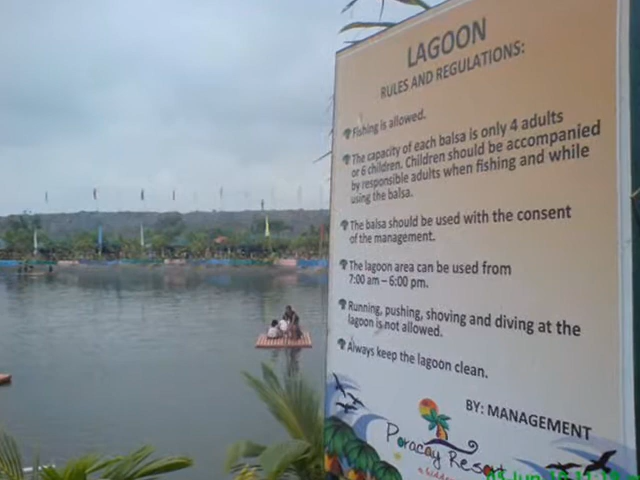 LAGOON
RULES AND REGULATIONS:
Fishing is allowed.
The capacity of each balsa is only 4 adults
or 6 children. Children should be accompanied
by responsible adults when fishing and while
using the balsa.
The balsa should be used with the consent
of the management.
The lagoon area can be used from
7:00 am – 6:00 pm.
Running, pushing, shoving and diving at the
lagoon is not allowed.
Always keep the lagoon clean.
BY: MANAGEMENT
Paracay Resort